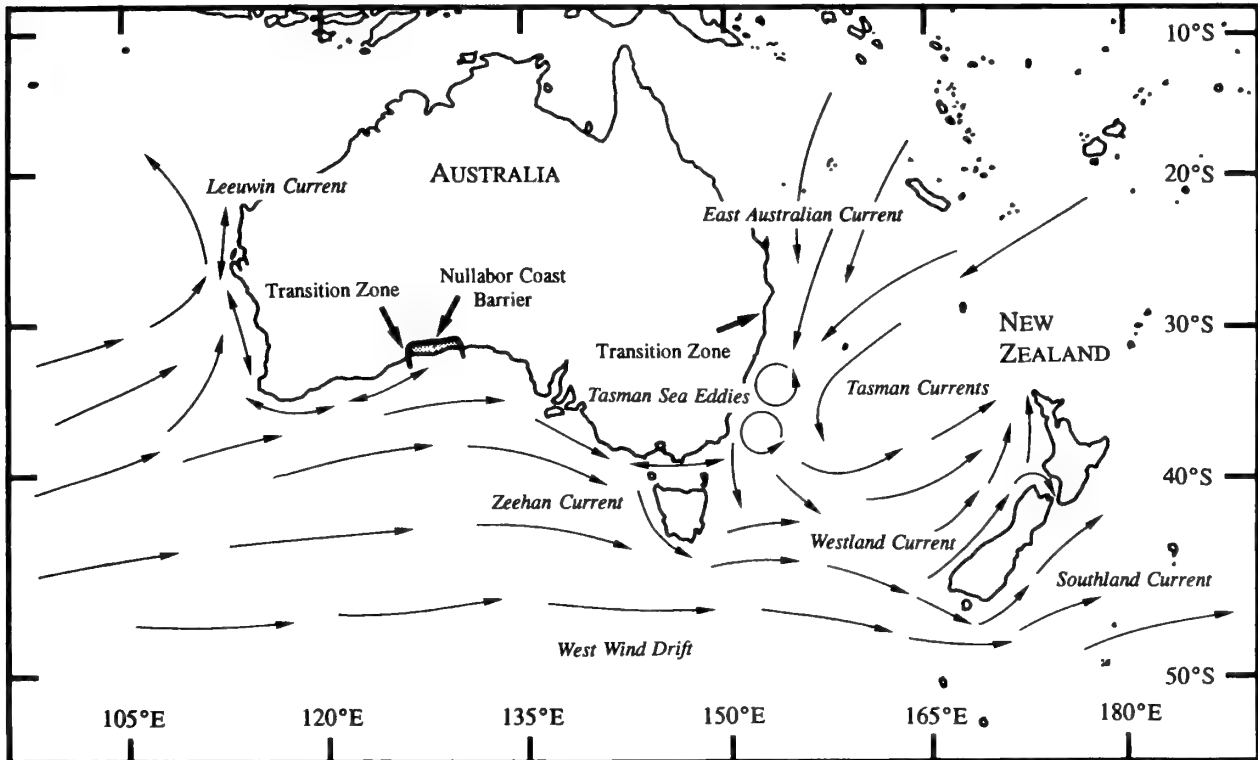 10°S
Leeuwin Current
AUSTRALIA
20°S
East Australian Current
Transition Zone
Nullabor Coast
Barrier
30°S
NEW
ZEALAND
Transition Zone
Tasman Sea Eddies
Tasman Currents
40°S
Zeehan Current
Westland Current
Southland Current
West Wind Drift
50°S
105°E
120°E
135°E
150°E
165°E
180°E